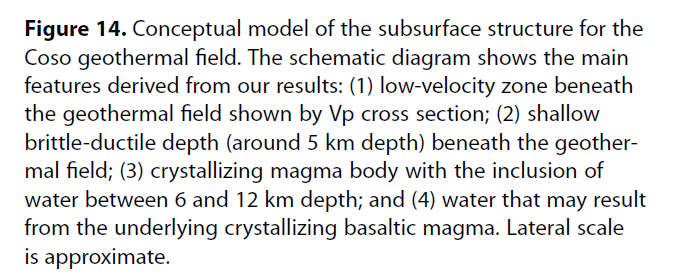 Figure 14. Conceptual model of the subsurface structure for the
Coso geothermal field. The schematic diagram shows the main
features derived from our results: (1) low-velocity zone beneath
the geothermal field shown by Vp cross section; (2) shallow
brittle-ductile depth (around 5 km depth) beneath the geother-
mal field; (3) crystallizing magma body with the inclusion of
water between 6 and 12 km depth; and (4) water that may result
from the underlying crystallizing basaltic magma. Lateral scale
is approximate.